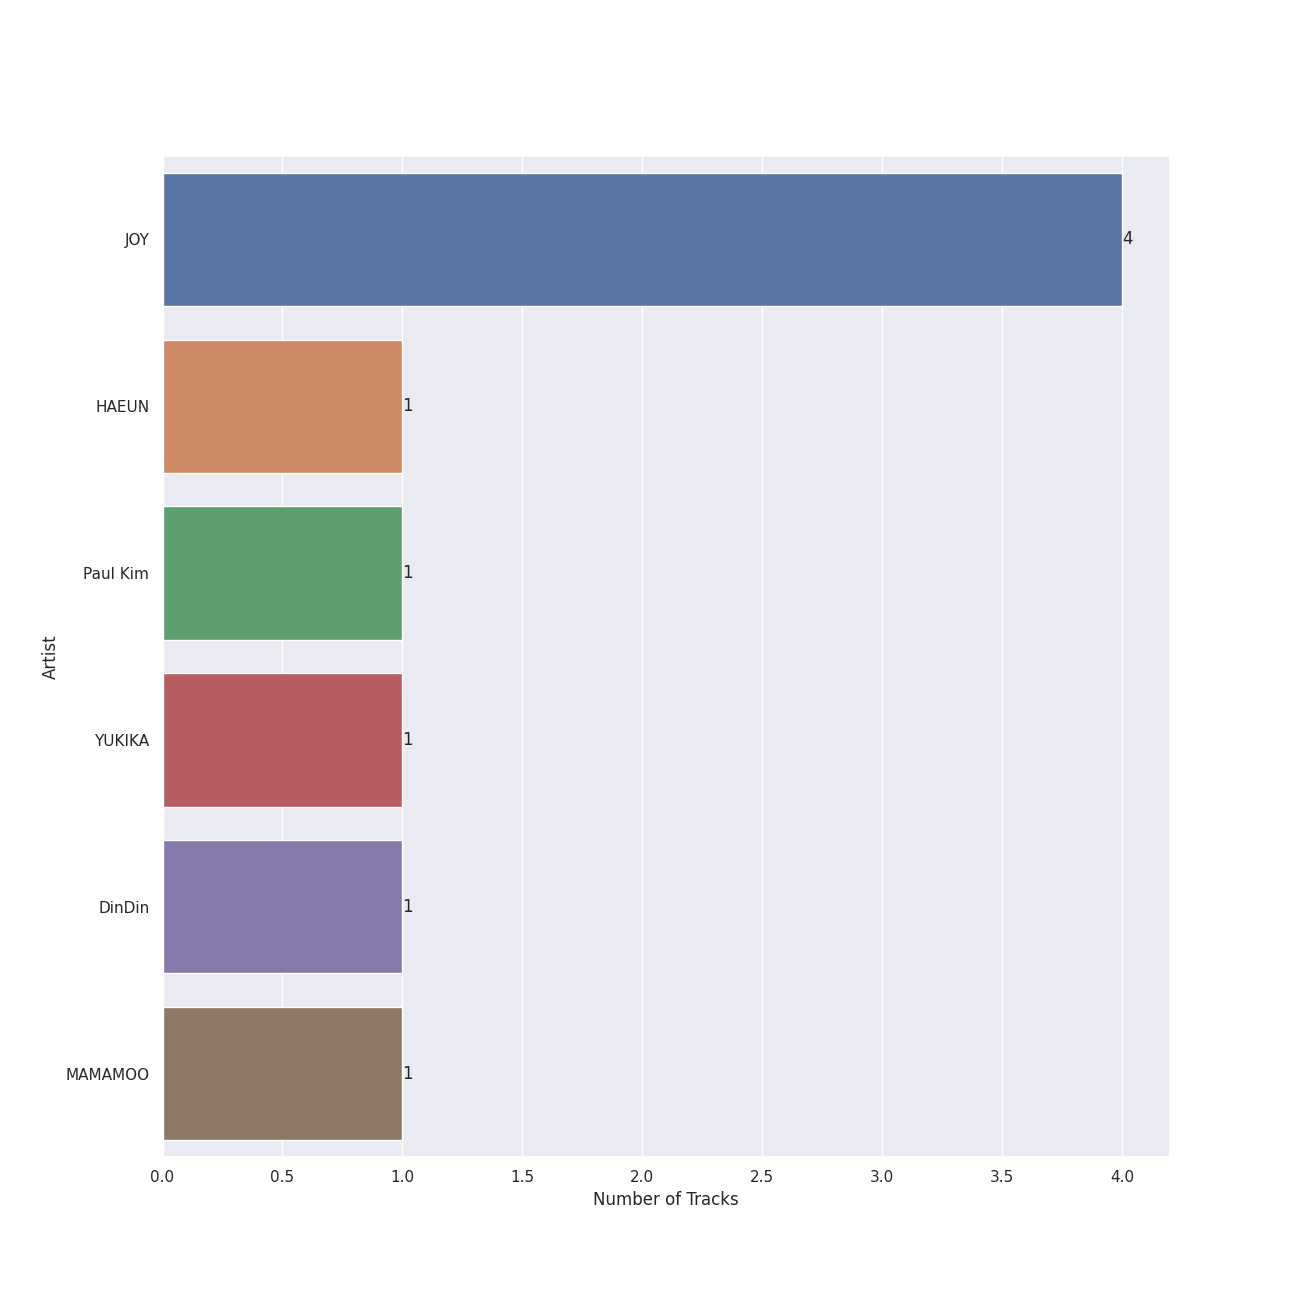 JOY
4
HAEUN
1
Paul Kim
1
YUKIKA
1
DinDin
1
MAMAMOO
1
Artist
0.0 0.5 1.0 1.5 2.0 2.5 3.0 3.5 4.0
Number of Tracks